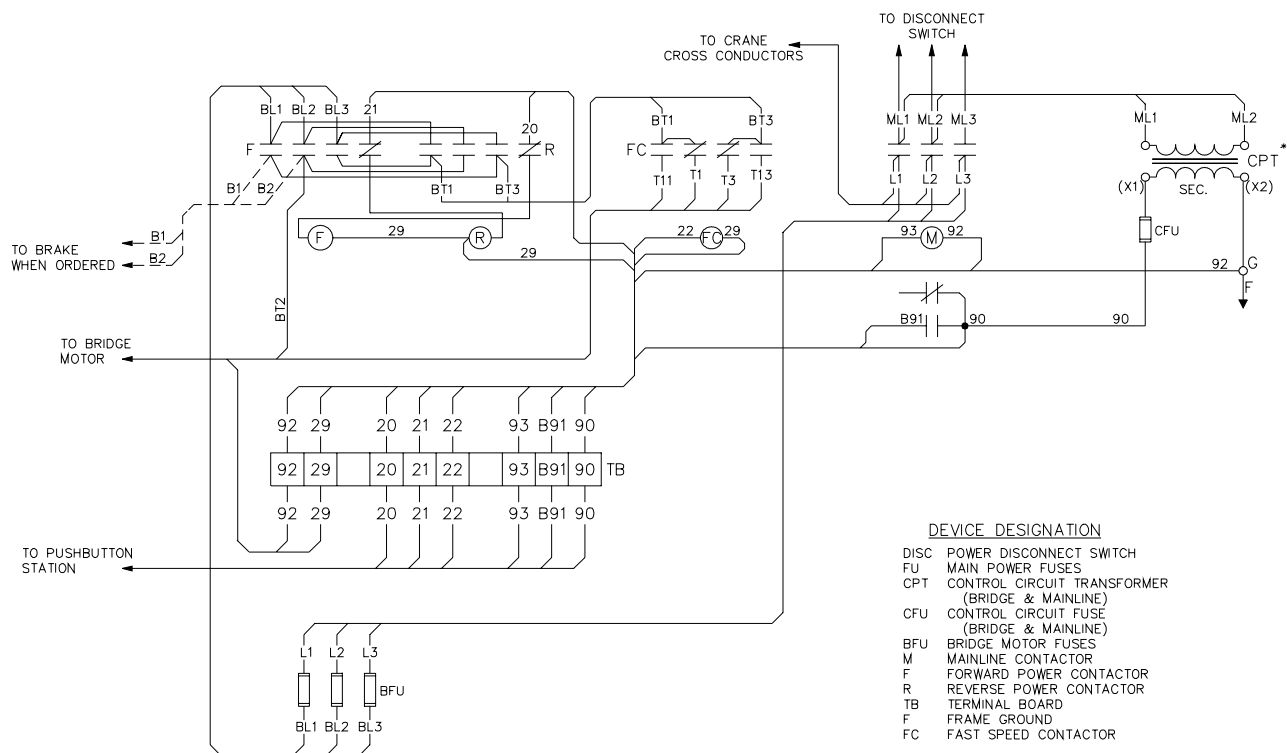 TO DISCONNECT
SWITCH
TO CRANE
CROSS CONDUCTORS
BL1 BL2 BL3 21 20
BT1 BT3
ML1 ML2 ML3
ML1 ML2
F R
FC
CPT *
T11 T1 T3 T13
L1 L2 L3
(X1) SEC. (X2)
B1 B2
BT1 BT3
CFU
B1
B2
TO BRAKE
WHEN ORDERED
F 29 R
29
22 FC 29
93 M 92
92 G
F
BT2
B91 90 90
TO BRIDGE
MOTOR
92 29 20 21 22 93 B91 90
92 29 20 21 22 93 B91 90 TB
92 29 20 21 22 93 B91 90
TO PUSHBUTTON
STATION
L1 L2 L3
BFU
BL1 BL2 BL3
DEVICE DESIGNATION
DISC POWER DISCONNECT SWITCH
FU MAIN POWER FUSES
CPT CONTROL CIRCUIT TRANSFORMER
(BRIDGE & MAINLINE)
CFU CONTROL CIRCUIT FUSE
(BRIDGE & MAINLINE)
BFU BRIDGE MOTOR FUSES
M MAINLINE CONTACTOR
F FORWARD POWER CONTACTOR
R REVERSE POWER CONTACTOR
TB TERMINAL BOARD
F FRAME GROUND
FC FAST SPEED CONTACTOR